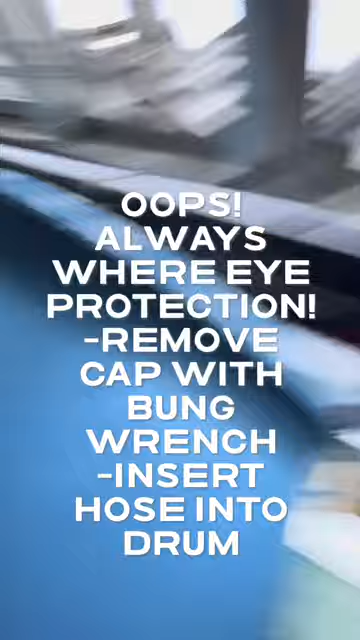 OOPS!
ALWAYS
WHERE EYE
PROTECTION!
-REMOVE
CAP WITH
BUNG
WRENCH
-INSERT
HOSE INTO
DRUM